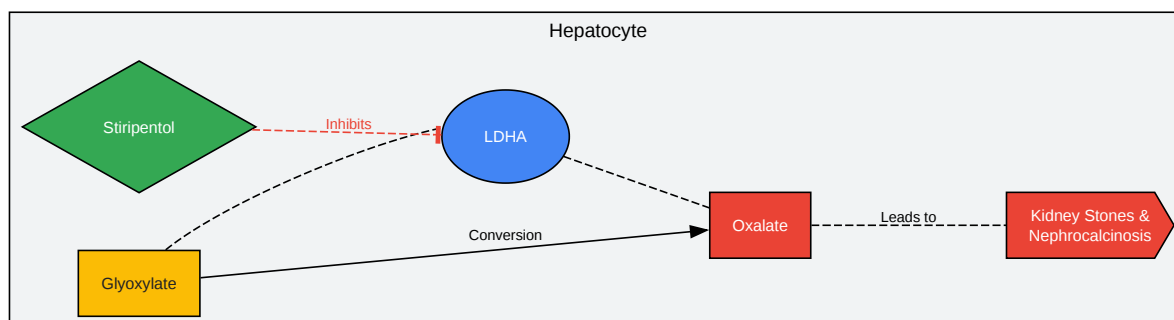 Hepatocyte
Stiripentol
Inhibits
LDHA
Glyoxylate
Conversion
Oxalate
Leads to
Kidney Stones &
Nephrocalcinosis